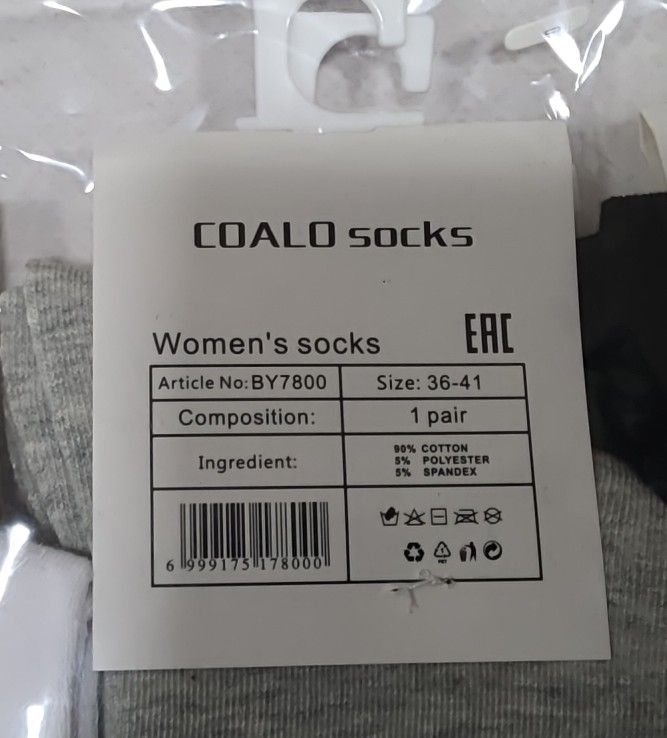 COALO socks
Women's socks
EAC
Article No:BY7800
Size: 36-41
Composition:
1 pair
Ingredient:
90% COTTON
5% POLYESTER
5% SPANDEX
6 999175 178000